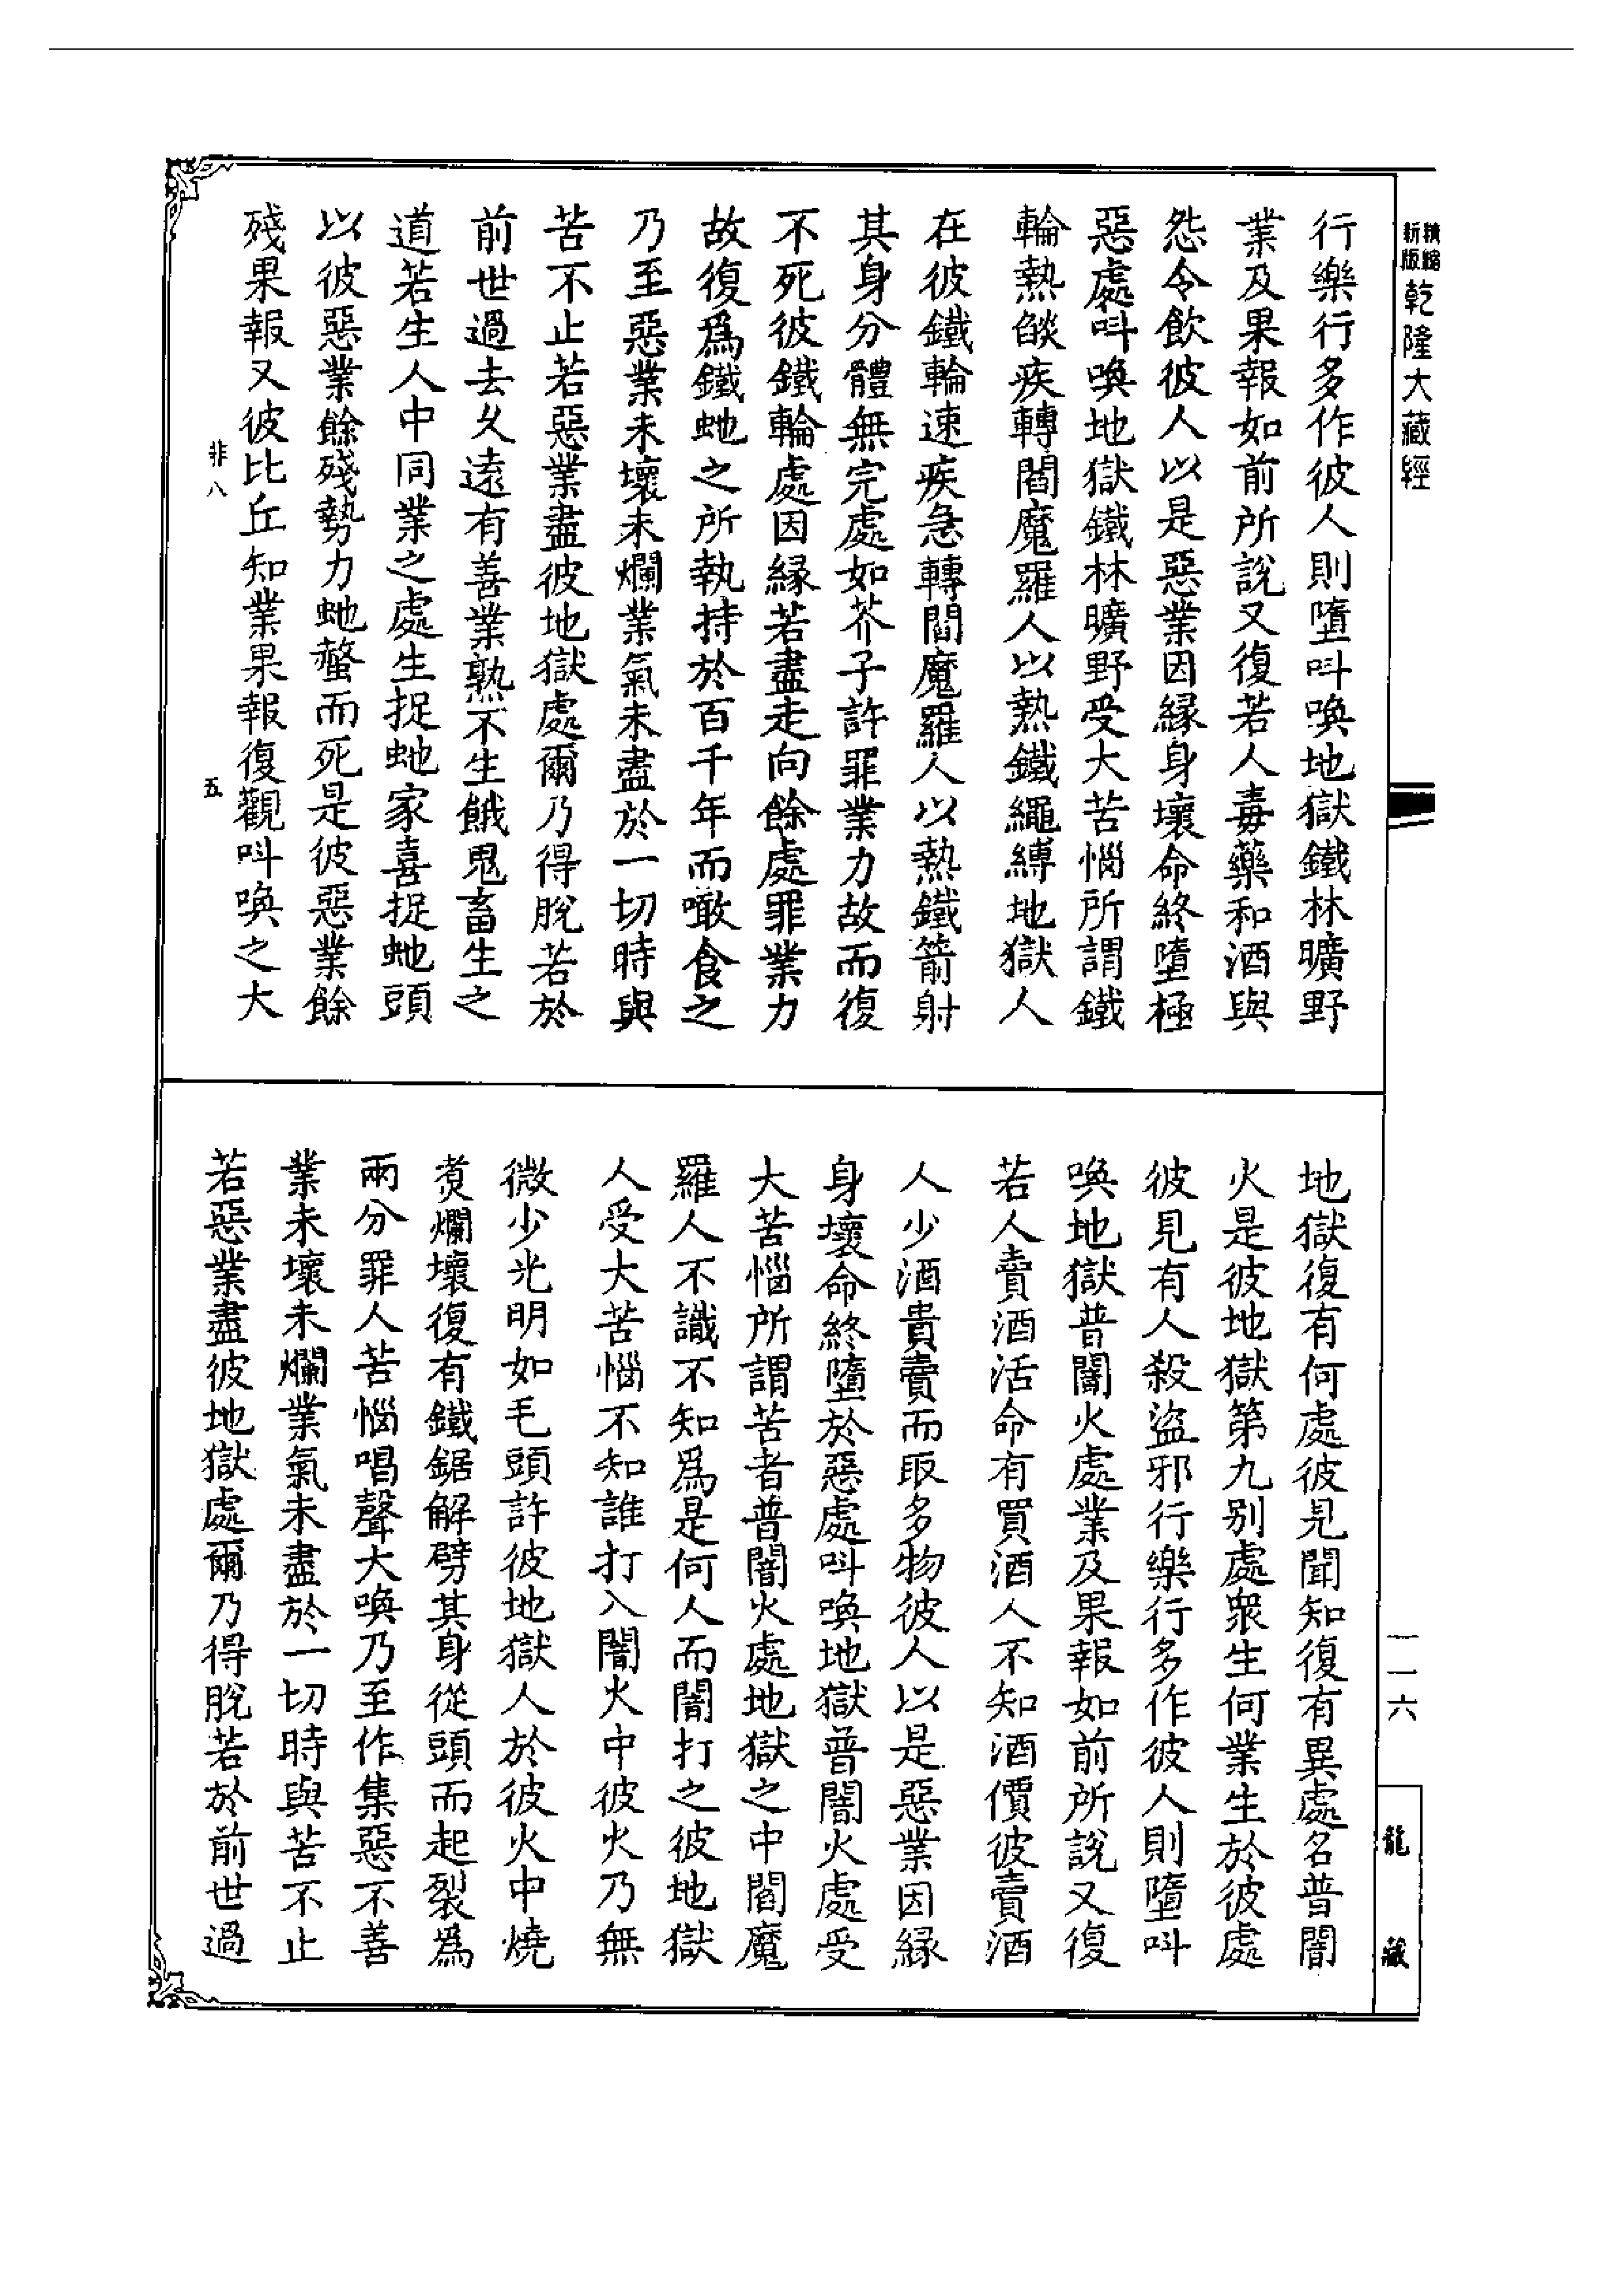 精縮
新版
乾隆大藏經
行樂行多作彼人則墮叫喚地獄鐵林曠野
業及果報如前所說又復若人毒藥和酒與
怨令飲彼人以是惡業因緣身壞命終墮極
惡處叫喚地獄鐵林曠野受大苦惱所謂鐵
輪熱燄疾轉閻魔羅人以熱鐵繩縛地獄人
在彼鐵輪速疾急轉閻魔羅人以熱鐵箭射
其身分體無完處如芥子許罪業力故而復
不死彼鐵輪處因緣若盡走向餘處罪業力
故復爲鐵虵之所執持於百千年而噉食之
乃至惡業未壞未爛業氣未盡於一切時與
苦不止若惡業盡彼地獄處爾乃得脫若於
前世過去久遠有善業熟不生餓鬼畜生之
道若生人中同業之處生捉虵家喜捉虵頭
以彼惡業餘殘勢力虵螫而死是彼惡業餘
殘果報又彼比丘知業果報復觀叫喚之大
非八
五
地獄復有何處彼見聞知復有異處名普闇
火是彼地獄第九別處衆生何業生於彼處
彼見有人殺盜邪行樂行多作彼人則墮叫
喚地獄普闇火處業及果報如前所說又復
若人賣酒活命有買酒人不知酒價彼賣酒
人少酒貴賣而取多物彼人以是惡業因緣
身壞命終墮於惡處叫喚地獄普闇火處受
大苦惱所謂苦者普闇火處地獄之中閻魔
羅人不識不知爲是何人而闇打之彼地獄
人受大苦惱不知誰打入闇火中彼火乃無
微少光明如毛頭許彼地獄人於彼火中燒
煑爛壞復有鐵鋸解劈其身從頭而起裂爲
兩分罪人苦惱唱聲大喚乃至作集惡不善
業未壞未爛業氣未盡於一切時與苦不止
若惡業盡彼地獄處爾乃得脫若於前世過
一一六
龍藏